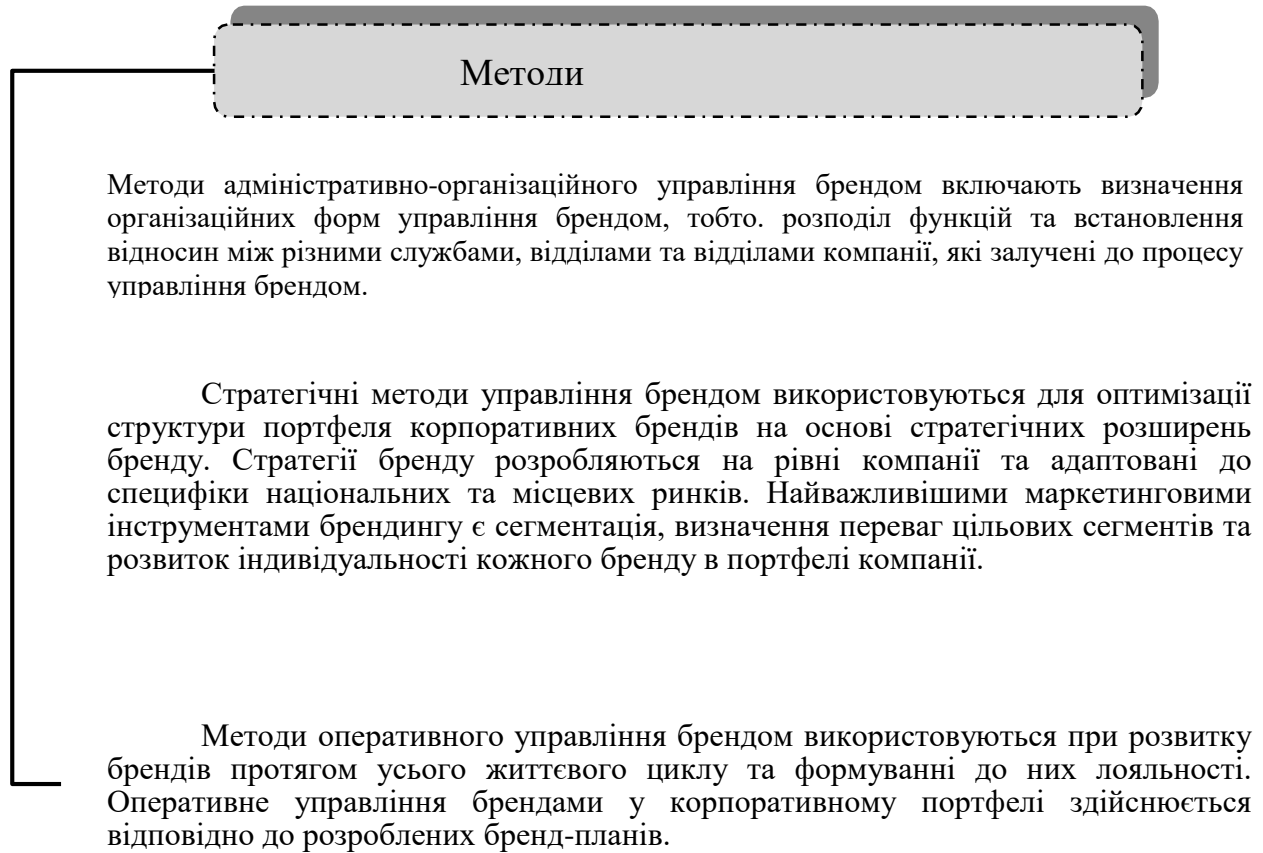 Методи
Методи адміністративно-організаційного управління брендом включають визначення
організаційних форм управління брендом, тобто. розподіл функцій та встановлення
відносин між різними службами, відділами та відділами компанії, які залучені до процесу
управління брендом.
Стратегічні методи управління брендом використовуються для оптимізації
структури портфеля корпоративних брендів на основі стратегічних розширень
бренду. Стратегії бренду розробляються на рівні компанії та адаптовані до
специфіки національних та місцевих ринків. Найважливішими маркетинговими
інструментами брендингу є сегментація, визначення переваг цільових сегментів та
розвиток індивідуальності кожного бренду в портфелі компанії.
Методи оперативного управління брендом використовуються при розвитку
брендів протягом усього життєвого циклу та формуванні до них лояльності.
Оперативне управління брендами у корпоративному портфелі здійснюється
відповідно до розроблених бренд-планів.